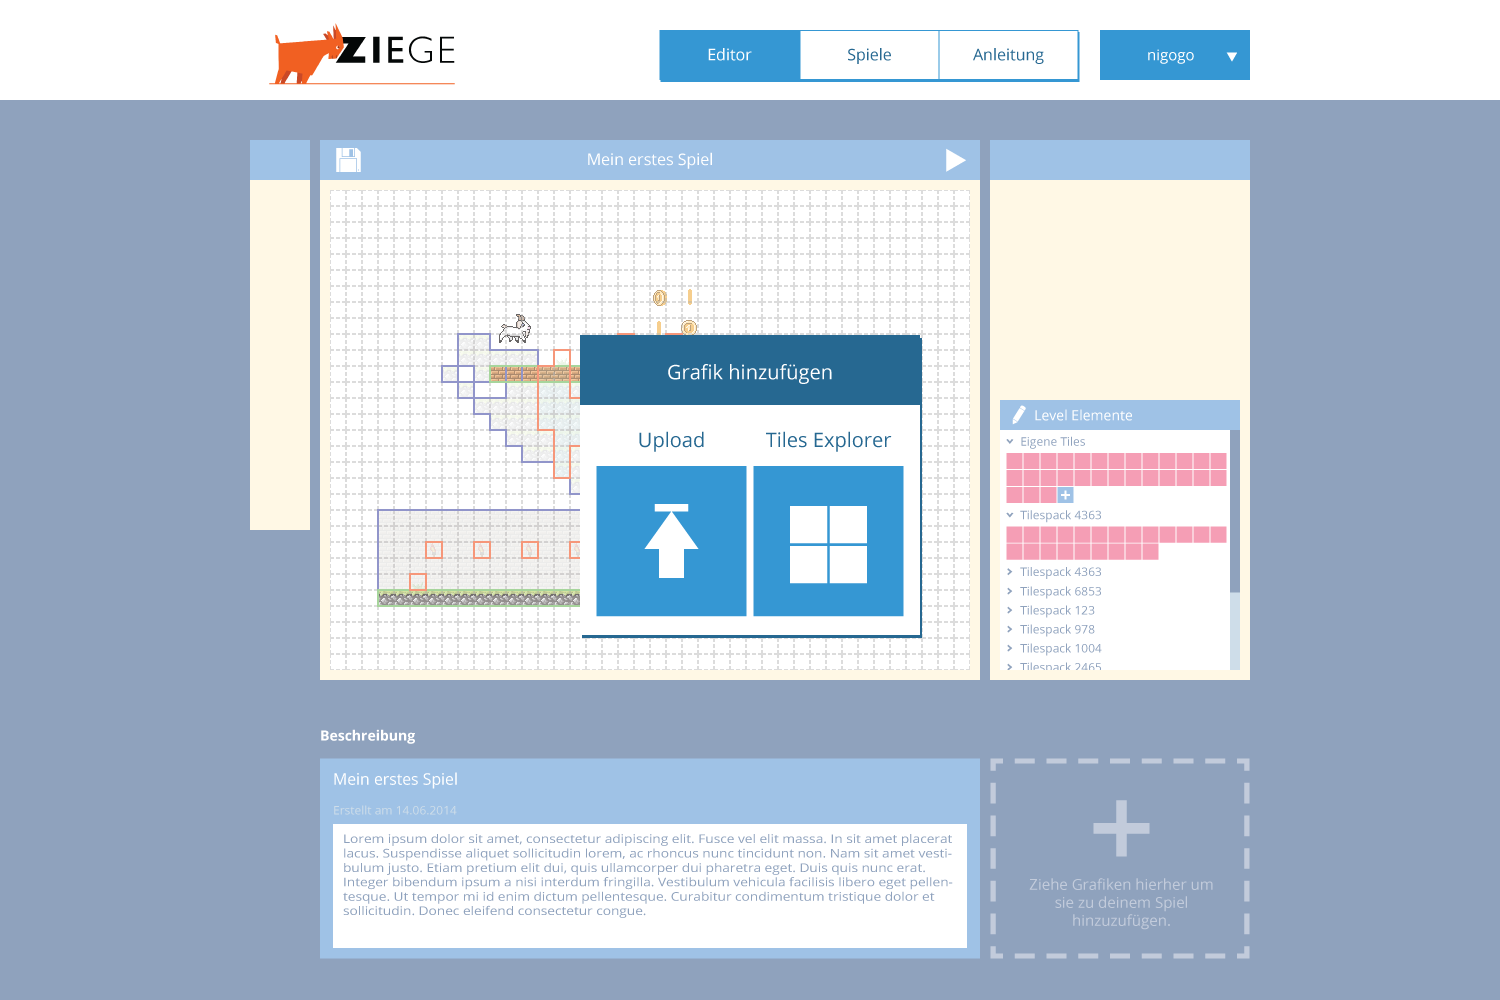 ZIEGE
Editor
Spiele
Anleitung
nigogo
Mein erstes Spiel
Grafik hinzufügen
Upload
Tiles Explorer
Level Elemente
Eigene Tiles
Tilespack 4363
Tilespack 4363
Tilespack 6853
Tilespack 123
Tilespack 978
Tilespack 1004
Tilespack 2465
Beschreibung
Mein erstes Spiel
Erstellt am 14.06.2014
Lorem ipsum dolor sit amet, consectetur adipiscing elit. Fusce vel elit massa. In sit amet placerat
lacus. Suspendisse aliquet sollicitudin lorem, ac rhoncus nunc tincidunt non. Nam sit amet vesti-
bulum justo. Etiam pretium elit dui, quis ullamcorper dui pharetra eget. Duis quis nunc erat.
Integer bibendum ipsum a nisi interdum fringilla. Vestibulum vehicula facilisis libero eget pellen-
tesque. Ut tempor mi id enim dictum pellentesque. Curabitur condimentum tristique dolor et
sollicitudin. Donec eleifend consectetur congue.
Ziehe Grafiken hierher um
sie zu deinem Spiel
hinzuzufügen.